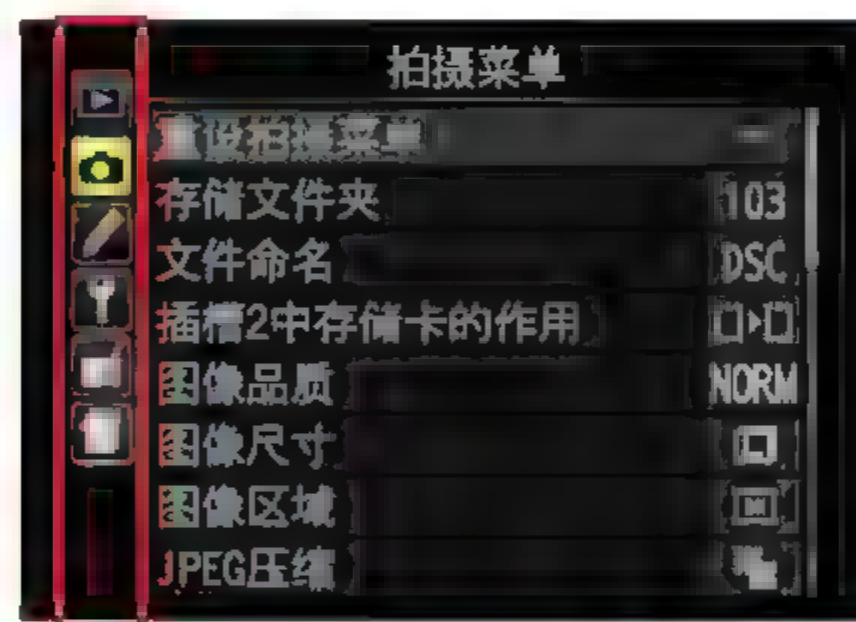 拍摄菜单
重设拍摄菜单 --
存储文件夹 103
文件命名 DSC
插槽2中存储卡的作用
图像品质 NORM
图像尺寸
图像区域
JPEG压缩